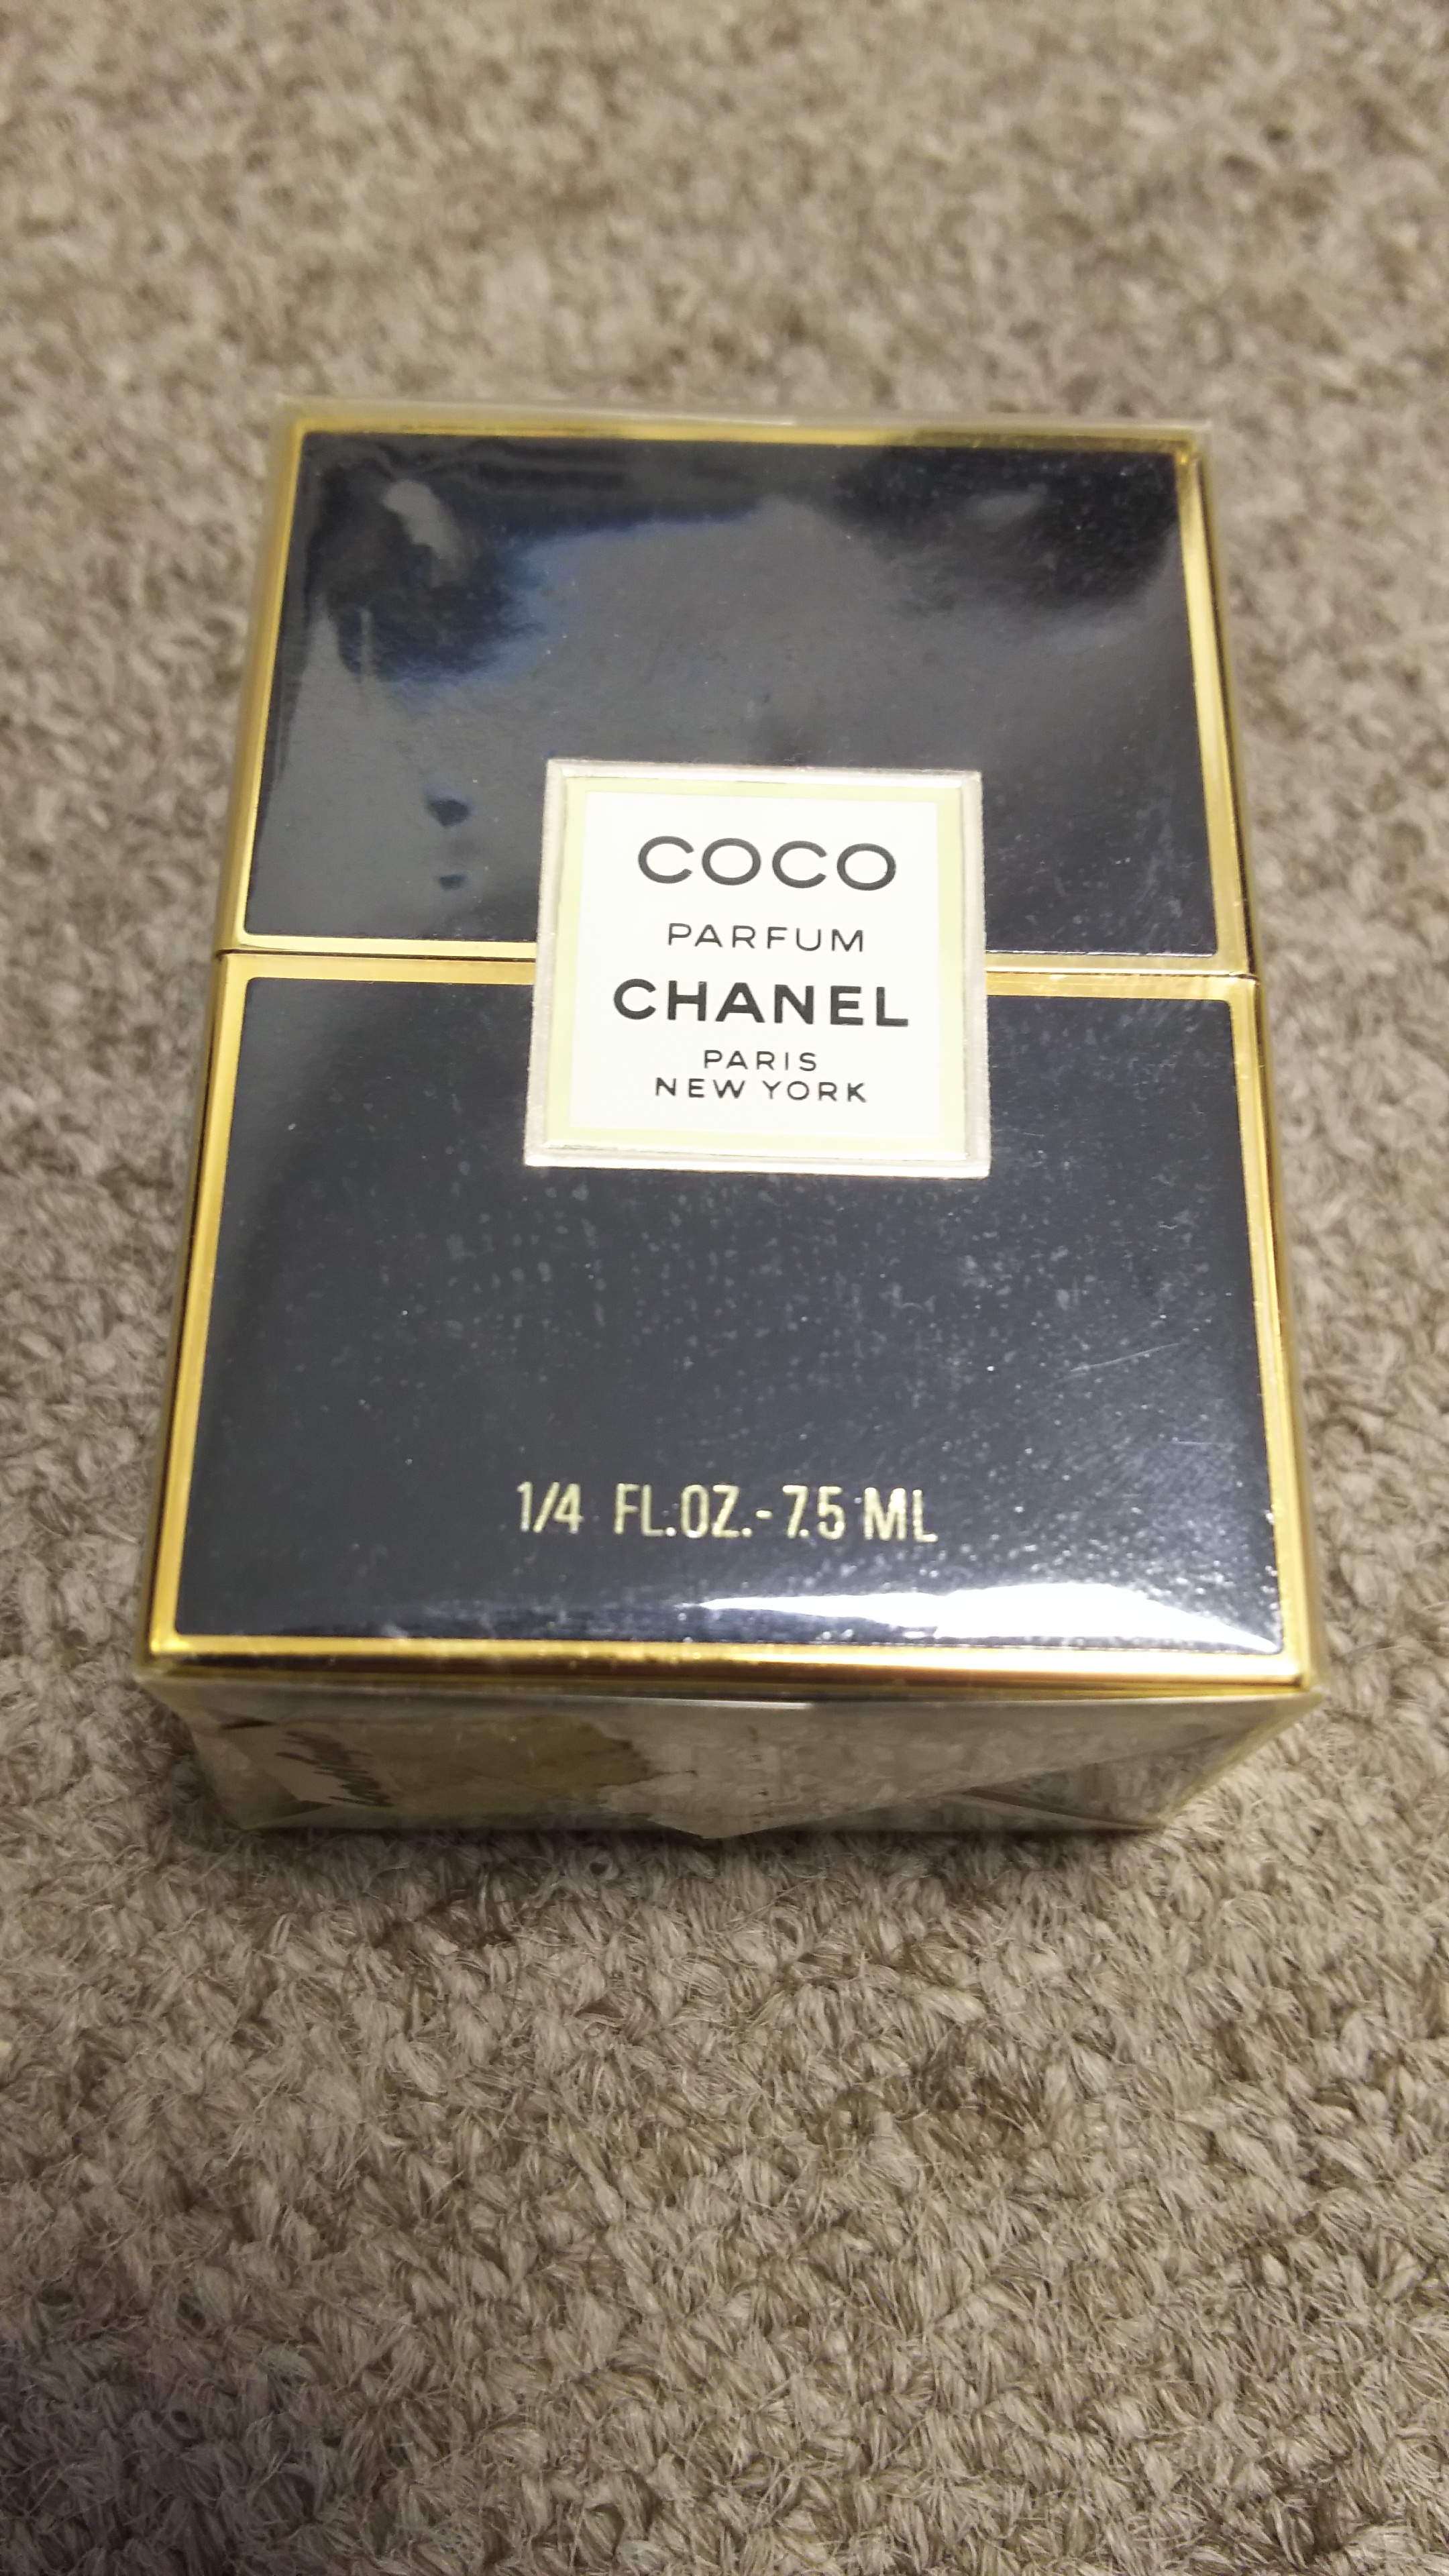 COCO
PARFUM
CHANEL
PARIS
NEW YORK
1/4 FL.OZ.-7.5 ML